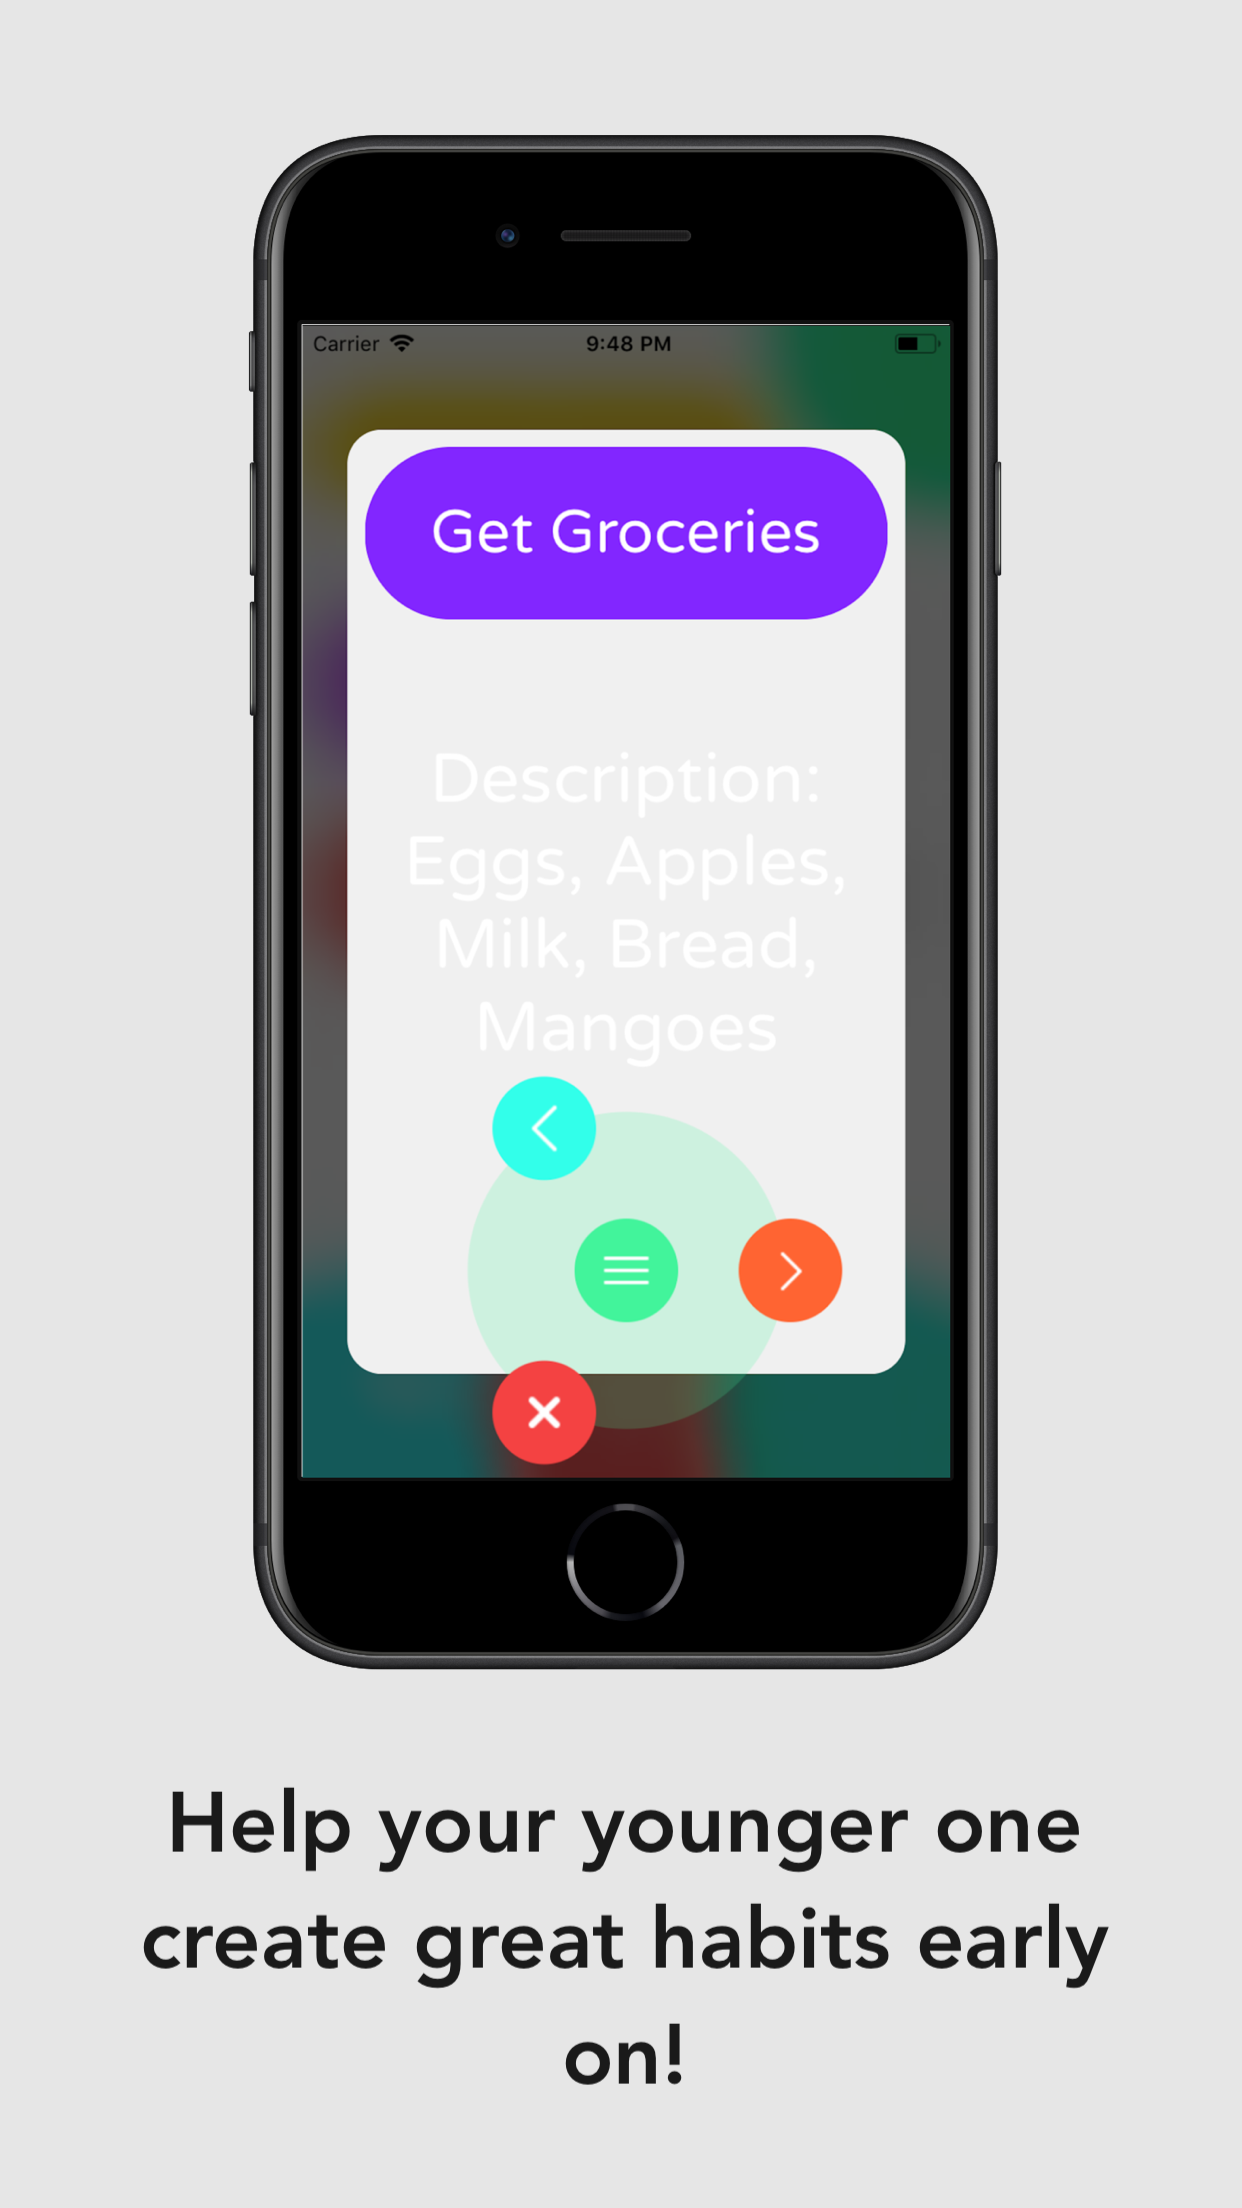 Carrier
9:48 PM
Get Groceries
Description:
Eggs, Apples,
Milk, Bread,
Mangoes
Help your younger one
create great habits early
on!